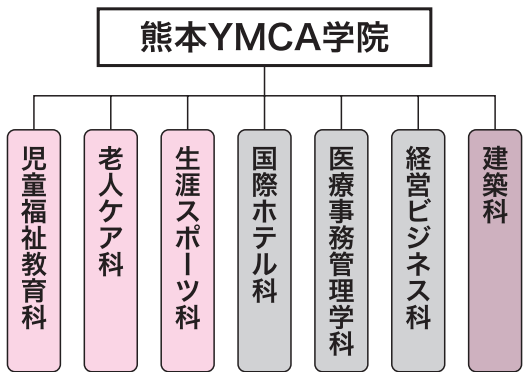 熊本YMCA学院
児童福祉教育科
老人ケア科
生涯スポーツ科
国際ホテル科
医療事務管理学科
経営ビジネス科
建築科